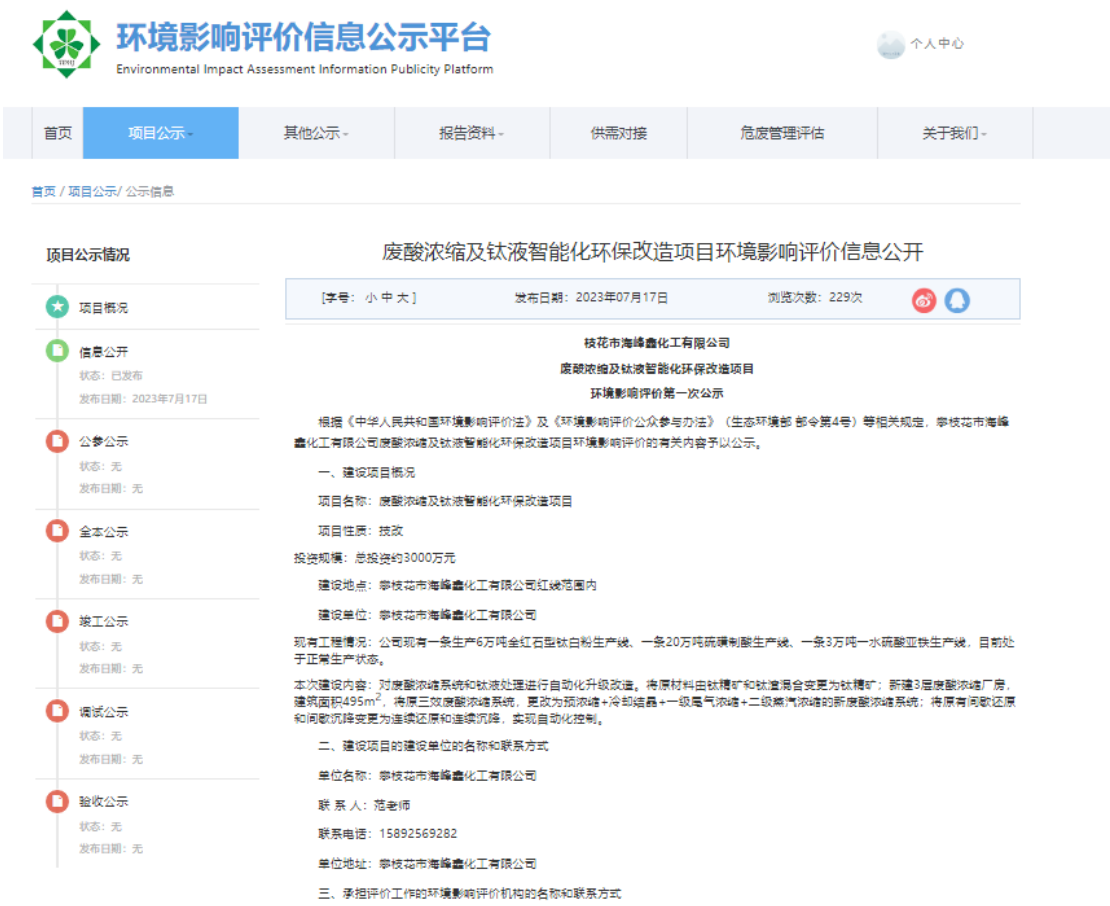 环境影响评价信息公示平台
Environmental Impact Assessment Information Publicity Platform
个人中心
首页
项目公示
其他公示
报告资料
供需对接
危废管理评估
关于我们
首页 / 项目公示/ 公示信息
项目公示情况
项目概况
信息公开
状态：已发布
发布日期：2023年7月17日
公参公示
状态：无
发布日期：无
全本公示
状态：无
发布日期：无
竣工公示
状态：无
发布日期：无
调试公示
状态：无
发布日期：无
验收公示
状态：无
发布日期：无
废酸浓缩及钛液智能化环保改造项目环境影响评价信息公开
[字号： 小 中 大 ]
发布日期：2023年07月17日
浏览次数：229次
枝花市海峰鑫化工有限公司
废酸浓缩及钛液智能化环保改造项目
环境影响评价第一次公示
根据《中华人民共和国环境影响评价法》及《环境影响评价公众参与办法》（生态环境部 部令第4号）等相关规定，攀枝花市海峰
鑫化工有限公司废酸浓缩及钛液智能化环保改造项目环境影响评价的有关内容予以公示。
一、建设项目概况
项目名称：废酸浓缩及钛液智能化环保改造项目
项目性质：技改
投资规模：总投资约3000万元
建设地点：攀枝花市海峰鑫化工有限公司红线范围内
建设单位：攀枝花市海峰鑫化工有限公司
现有工程情况：公司现有一条生产6万吨金红石型钛白粉生产线、一条20万吨硫磺制酸生产线、一条3万吨一水硫酸亚铁生产线，目前处
于正常生产状态。
本次建设内容：对废酸浓缩系统和钛液处理进行自动化升级改造。将原材料由钛精矿和钛渣混合变更为钛精矿；新建3层废酸浓缩厂房，
建筑面积495m²，将原三效废酸浓缩系统，更改为预浓缩+冷却结晶+一级尾气浓缩+二级蒸汽浓缩的新废酸浓缩系统；将原有间歇还原
和间歇沉降变更为连续还原和连续沉降，实现自动化控制。
二、建设项目的建设单位的名称和联系方式
单位名称：攀枝花市海峰鑫化工有限公司
联 系 人：范老师
联系电话：15892569282
单位地址：攀枝花市海峰鑫化工有限公司
三、承担评价工作的环境影响评价机构的名称和联系方式